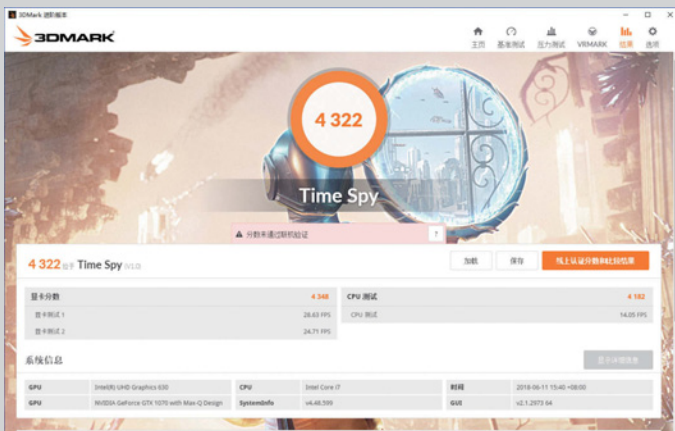 3DMark 进阶版本
3DMARK
主页 基准测试 压力测试 VRMARK 结果 选项
4 322
Time Spy
分数未通过联机验证 ?
4 322 Time Spy (V1.0)
加载 保存 线上认证分数和比较结果
显卡分数 4 348 CPU 测试 4 182
显卡测试 1 28.63 FPS CPU 测试 14.05 FPS
显卡测试 2 24.71 FPS
系统信息 显示详细信息
GPU Intel(R) UHD Graphics 630 CPU Intel Core i7 时间 2018-06-11 15:40 +08:00
GPU NVIDIA GeForce GTX 1070 with Max-Q Design SystemInfo v4.48.599 GUI v2.1.2973 64